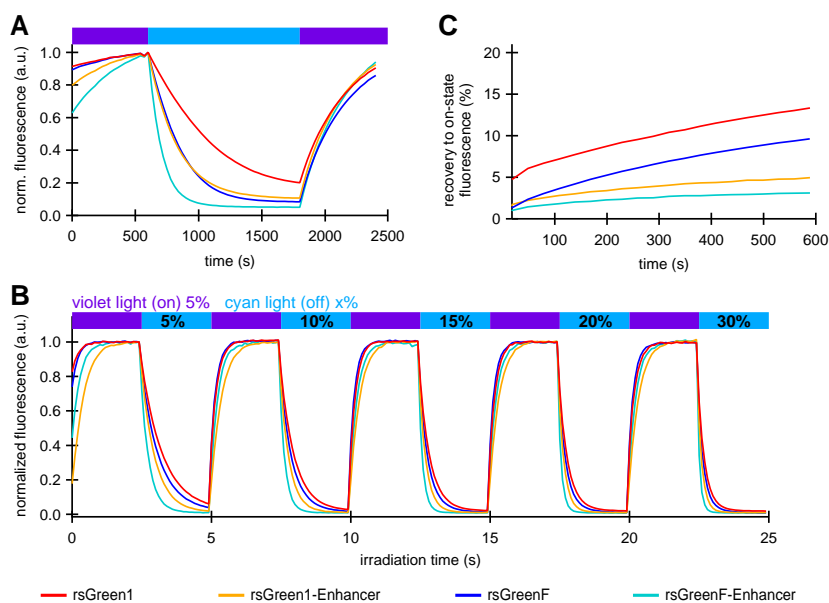 A
norm. fluorescence (a.u.)
1.0
0.8
0.6
0.4
0.2
0.0
0 500 1000 1500 2000 2500
time (s)
C
recovery to on-state
fluorescence (%)
20
15
10
5
0
100 200 300 400 500 600
time (s)
B
violet light (on) 5% cyan light (off) x%
5% 10% 15% 20% 30%
normalized fluorescence (a.u.)
1.0
0.8
0.6
0.4
0.2
0.0
0 5 10 15 20 25
irradiation time (s)
rsGreen1 rsGreen1-Enhancer rsGreenF rsGreenF-Enhancer